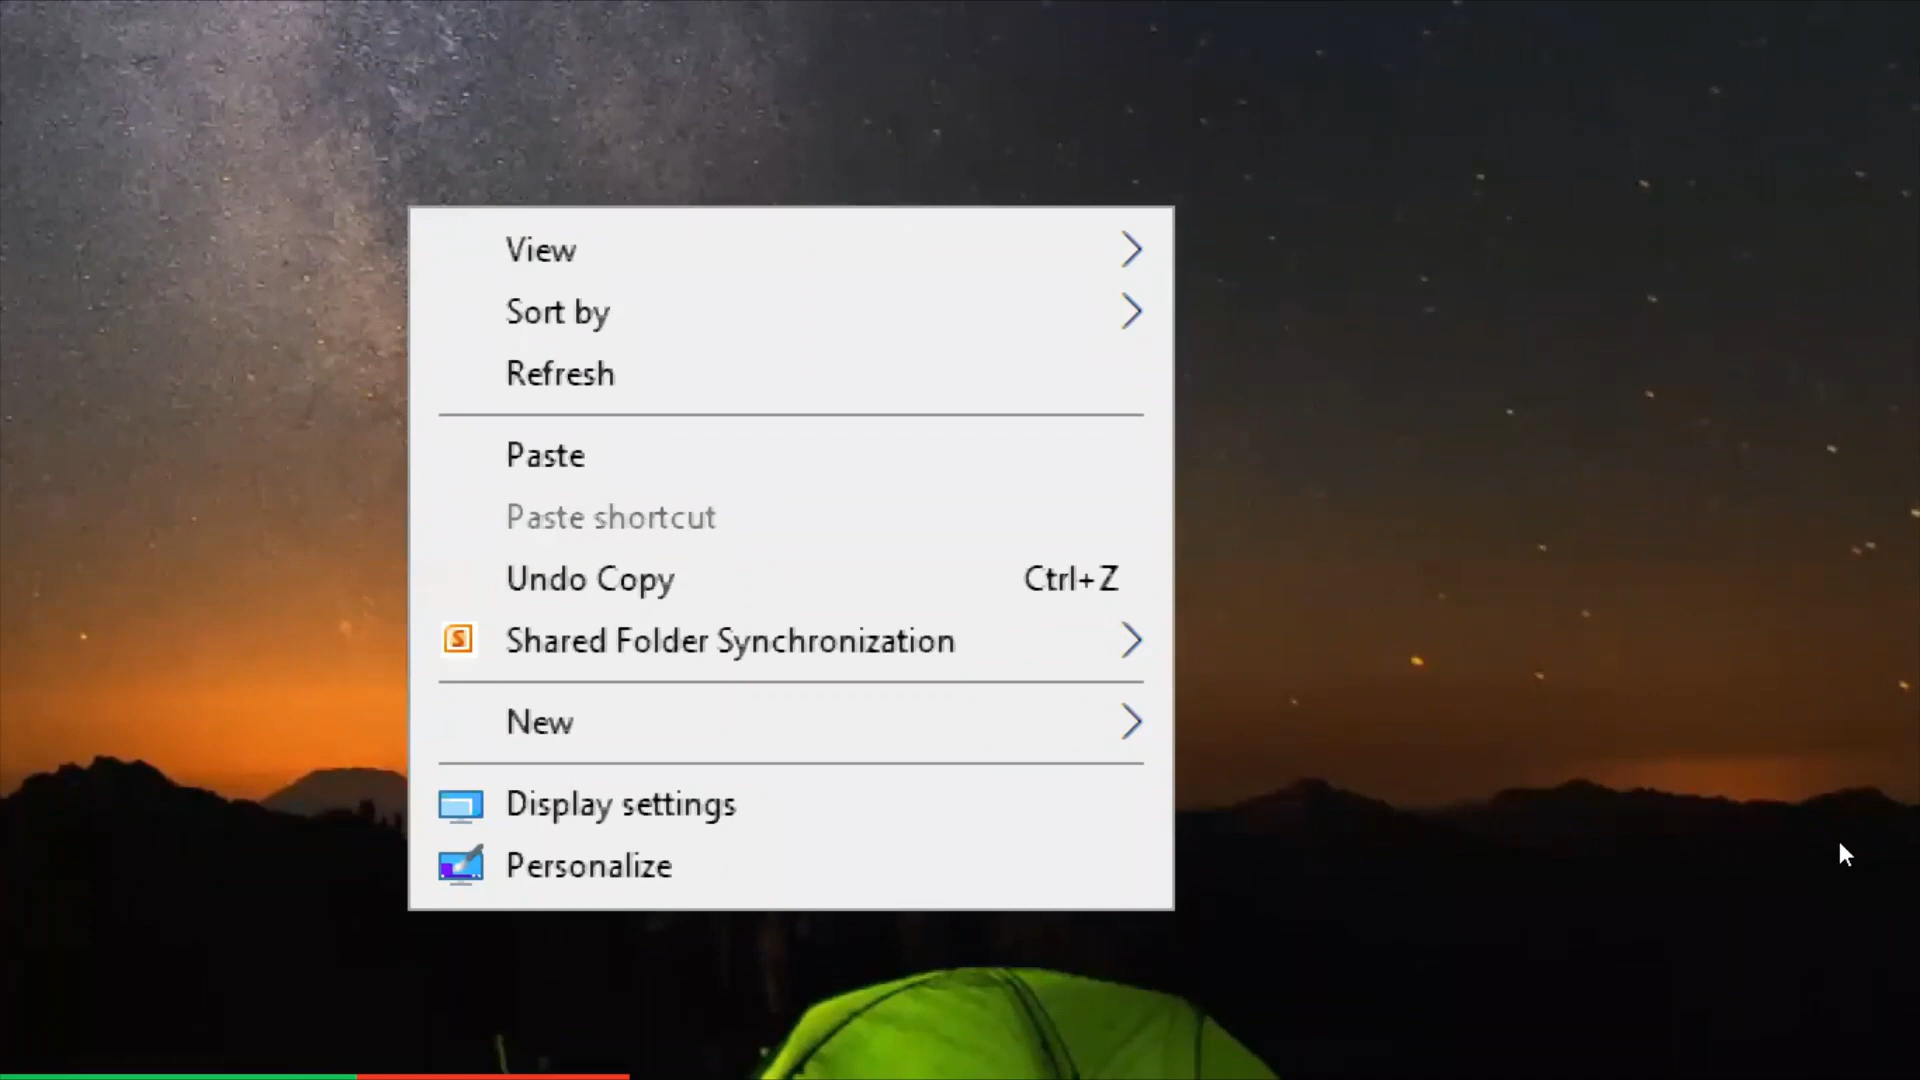 View
Sort by
Refresh
Paste
Paste shortcut
Undo Copy Ctrl+Z
S Shared Folder Synchronization
New
Display settings
Personalize